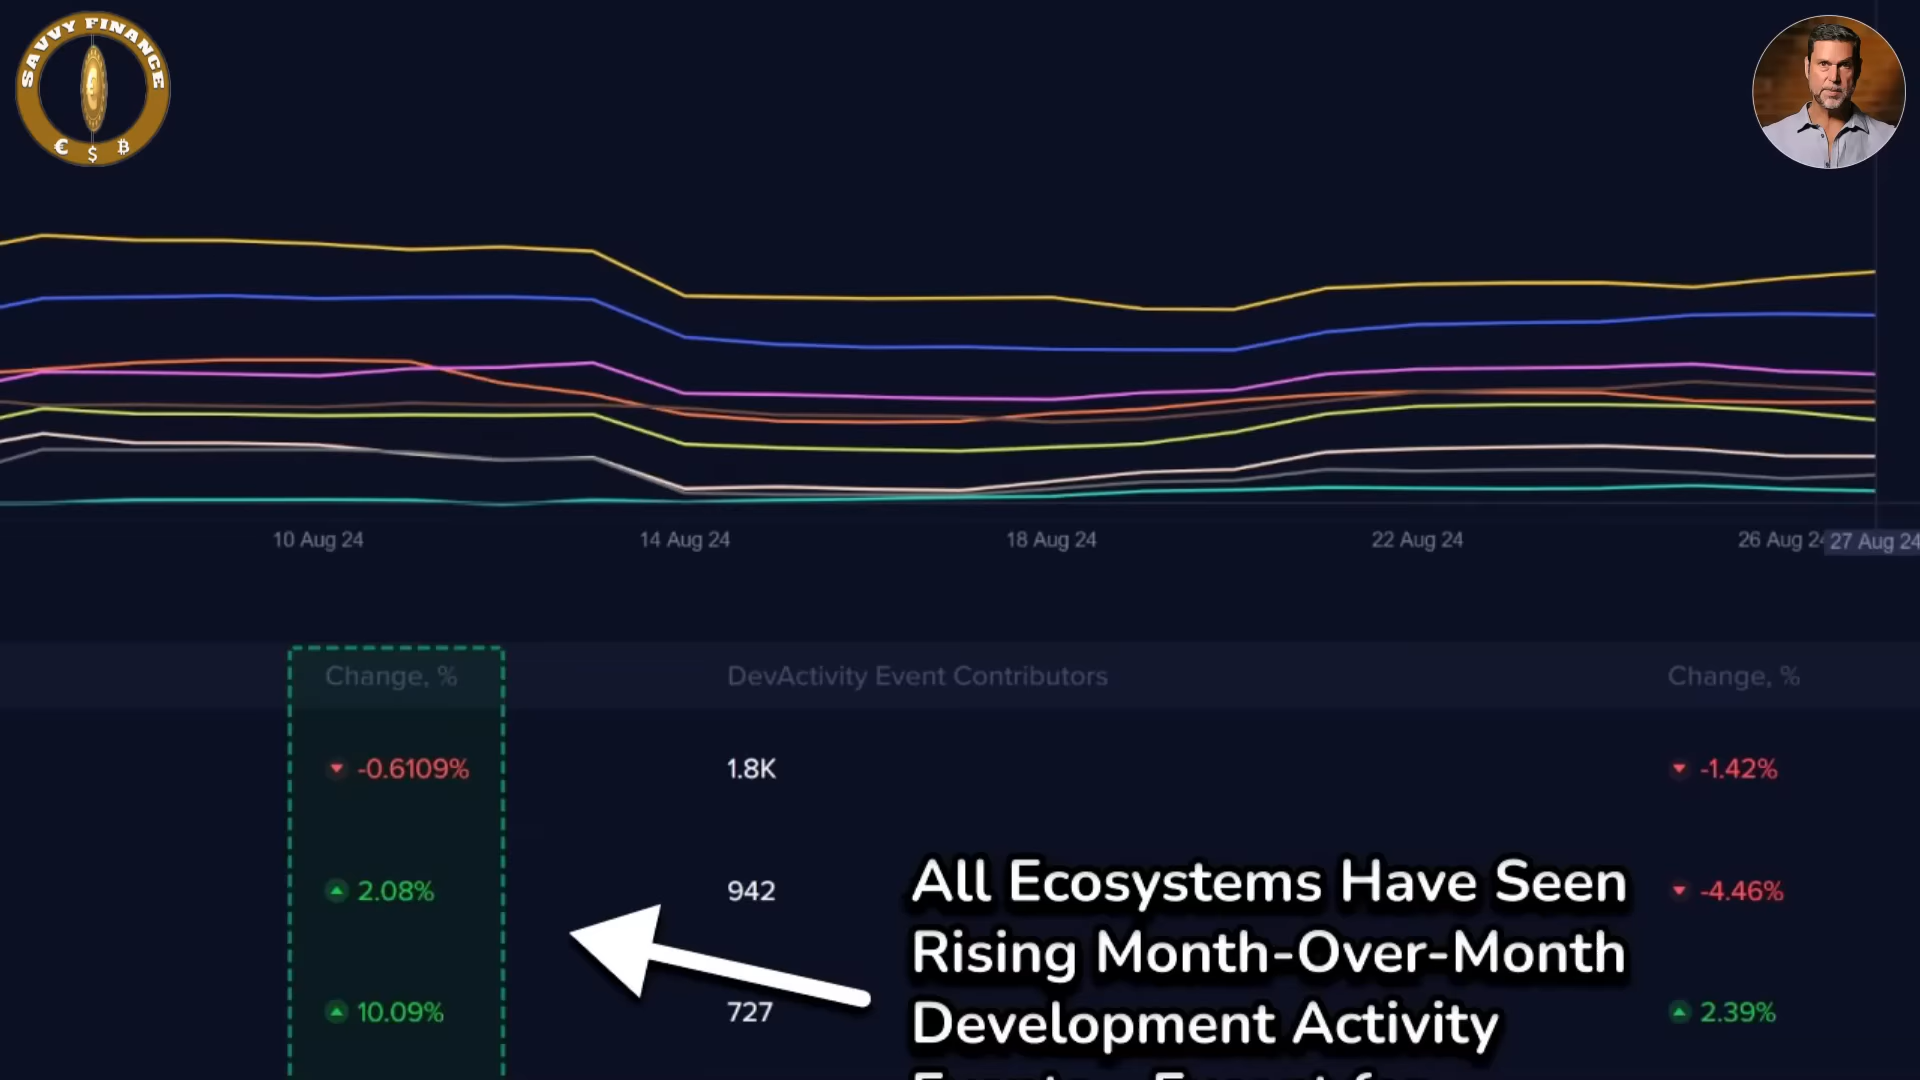 SAVVY FINANCE
€ $ ₿
10 Aug 24
14 Aug 24
18 Aug 24
22 Aug 24
26 Aug 24
27 Aug 24
Change, %
DevActivity Event Contributors
Change, %
-0.6109%
1.8K
-1.42%
2.08%
942
-4.46%
10.09%
727
2.39%
All Ecosystems Have Seen
Rising Month-Over-Month
Development Activity